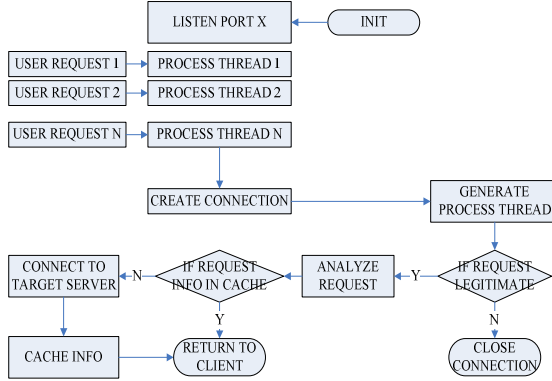 LISTEN PORT X
INIT
USER REQUEST 1
PROCESS THREAD 1
USER REQUEST 2
PROCESS THREAD 2
USER REQUEST N
PROCESS THREAD N
CREATE CONNECTION
GENERATE
PROCESS THREAD
CONNECT TO
TARGET SERVER
N
IF REQUEST
INFO IN CACHE
ANALYZE
REQUEST
Y
IF REQUEST
LEGITIMATE
Y
N
CACHE INFO
RETURN TO
CLIENT
CLOSE
CONNECTION